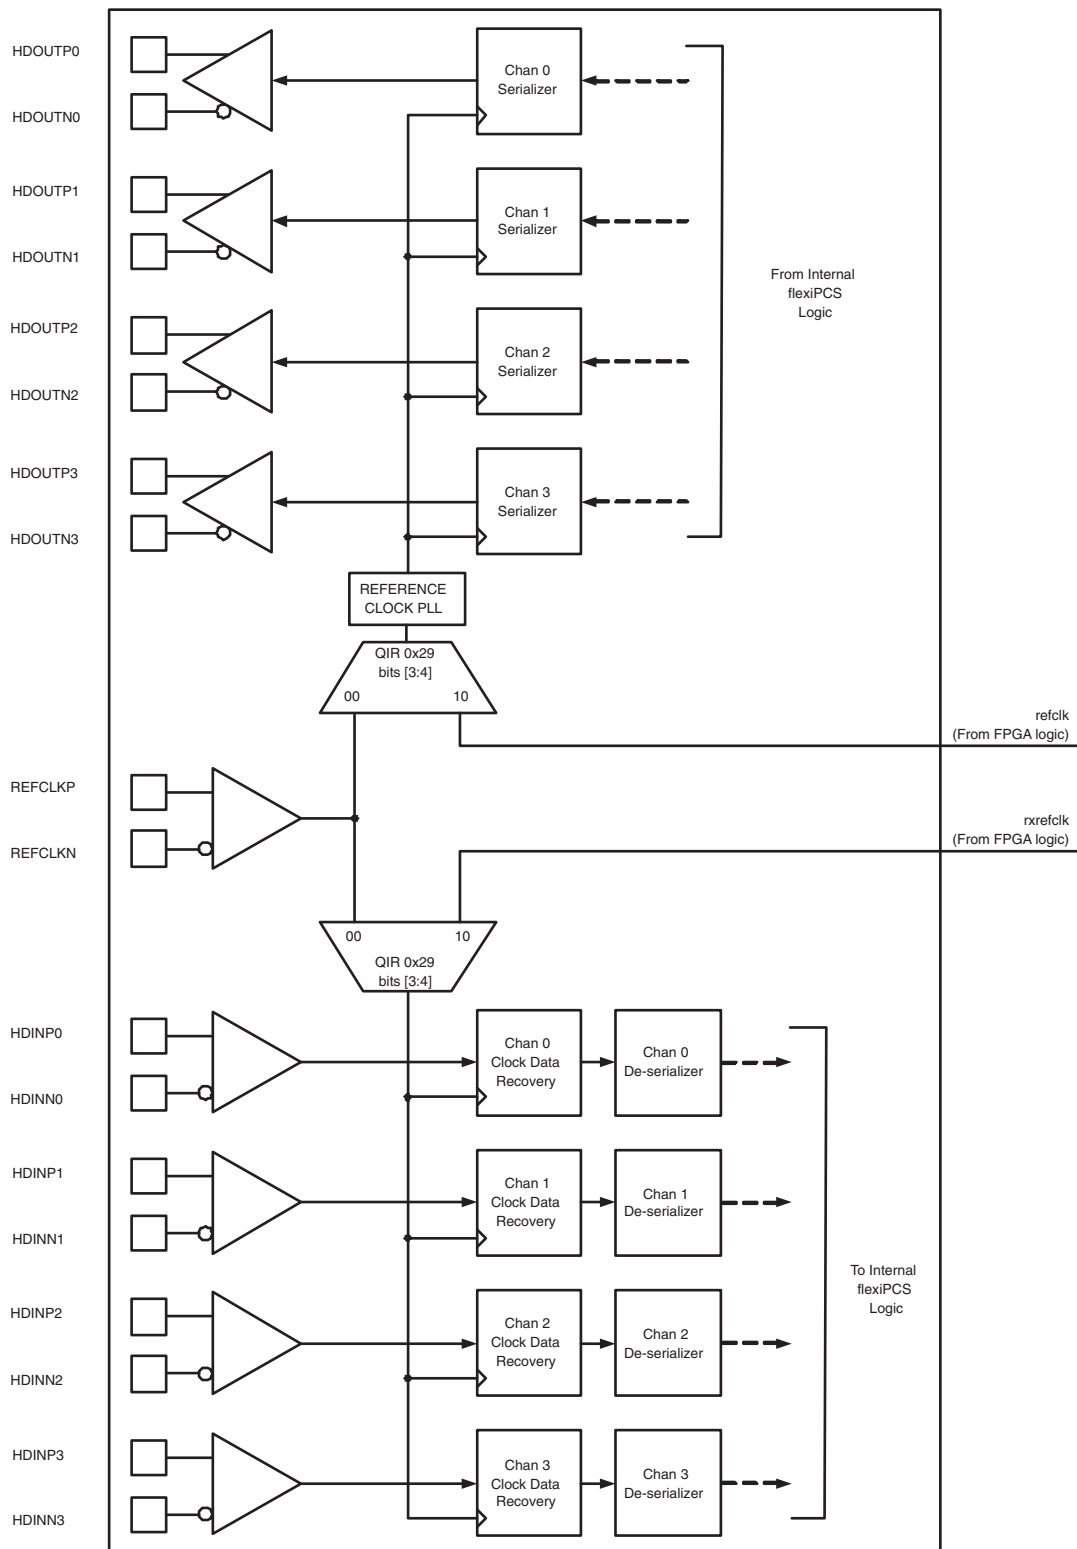 HDOUTP0
HDOUTN0
Chan 0
Serializer
HDOUTP1
HDOUTN1
Chan 1
Serializer
From Internal
flexiPCS
Logic
HDOUTP2
HDOUTN2
Chan 2
Serializer
HDOUTP3
HDOUTN3
Chan 3
Serializer
REFERENCE
CLOCK PLL
QIR 0x29
bits [3:4]
00
10
refclk
(From FPGA logic)
REFCLKP
REFCLKN
rxrefclk
(From FPGA logic)
00
10
QIR 0x29
bits [3:4]
HDINP0
HDINN0
Chan 0
Clock Data
Recovery
Chan 0
De-serializer
HDINP1
HDINN1
Chan 1
Clock Data
Recovery
Chan 1
De-serializer
To Internal
flexiPCS
Logic
HDINP2
HDINN2
Chan 2
Clock Data
Recovery
Chan 2
De-serializer
HDINP3
HDINN3
Chan 3
Clock Data
Recovery
Chan 3
De-serializer